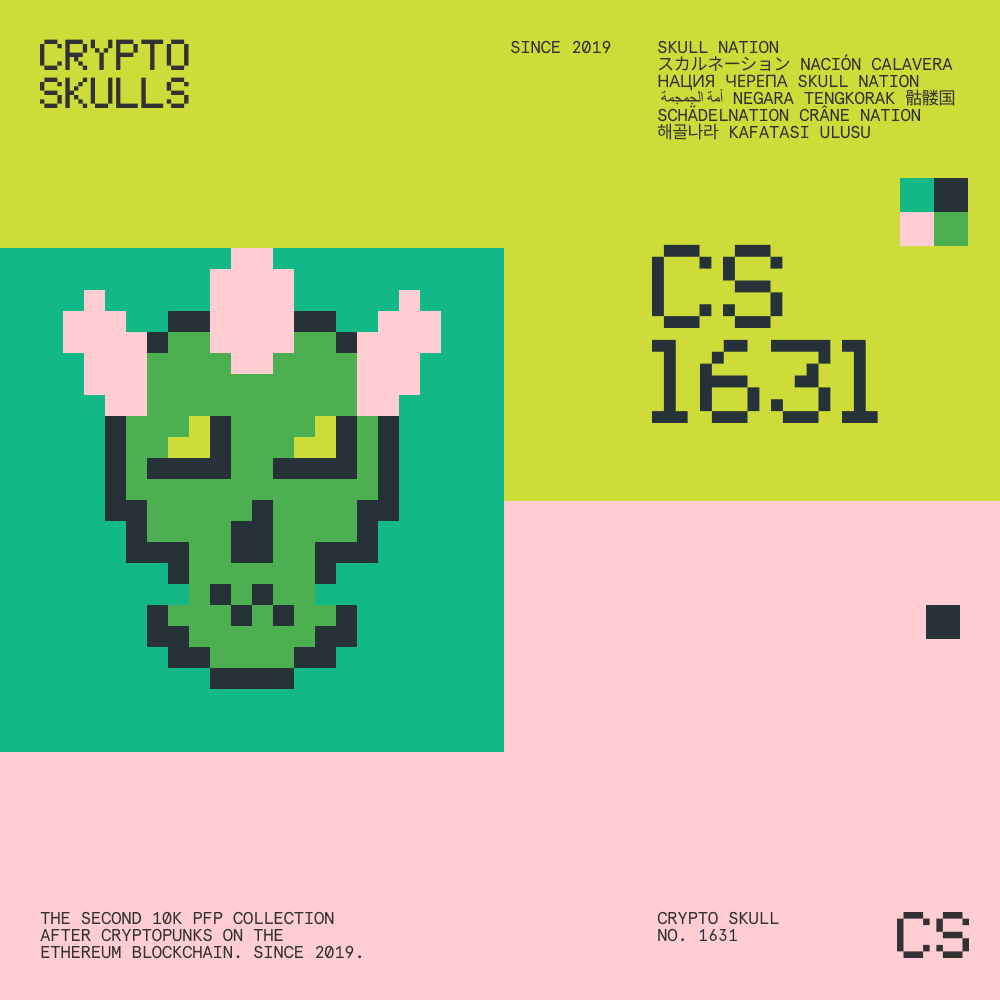 CRYPTO
SKULLS
SINCE 2019
SKULL NATION
スカルネーション NACIÓN CALAVERA
НАЦИЯ ЧЕРЕПА SKULL NATION
أمة الجمجمة NEGARA TENGKORAK 骷髅国
SCHÄDELNATION CRÂNE NATION
해골나라 KAFATASI ULUSU
CS
1631
THE SECOND 10K PFP COLLECTION
AFTER CRYPTOPUNKS ON THE
ETHEREUM BLOCKCHAIN. SINCE 2019.
CRYPTO SKULL
NO. 1631
CS